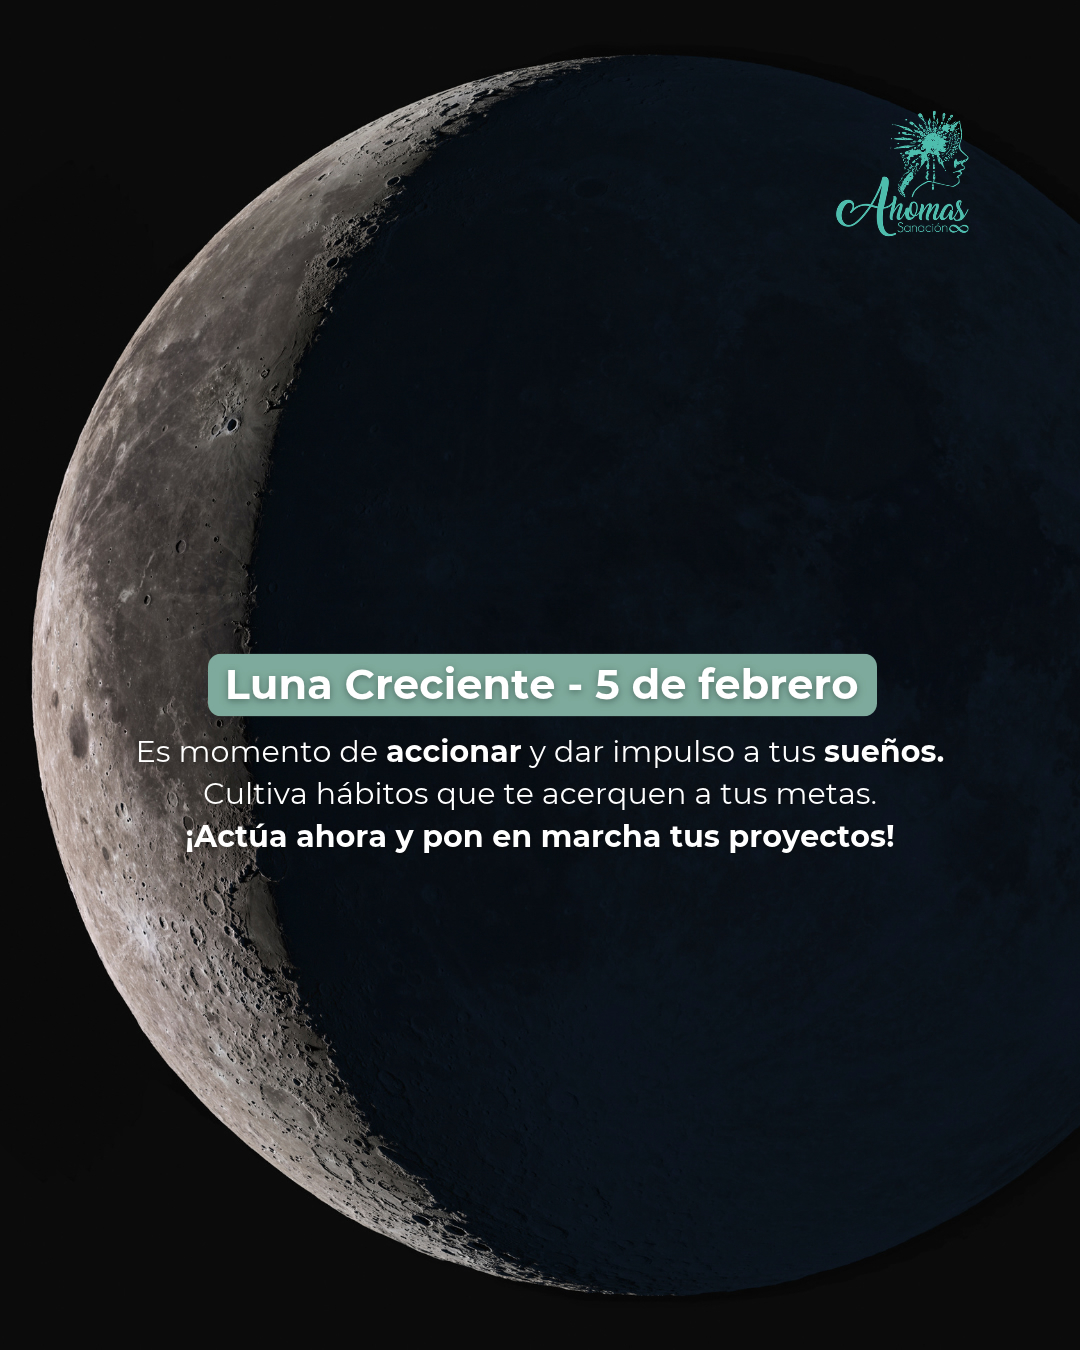 Ahomas
Sanación
Luna Creciente - 5 de febrero
Es momento de accionar y dar impulso a tus sueños.
Cultiva hábitos que te acerquen a tus metas.
¡Actúa ahora y pon en marcha tus proyectos!